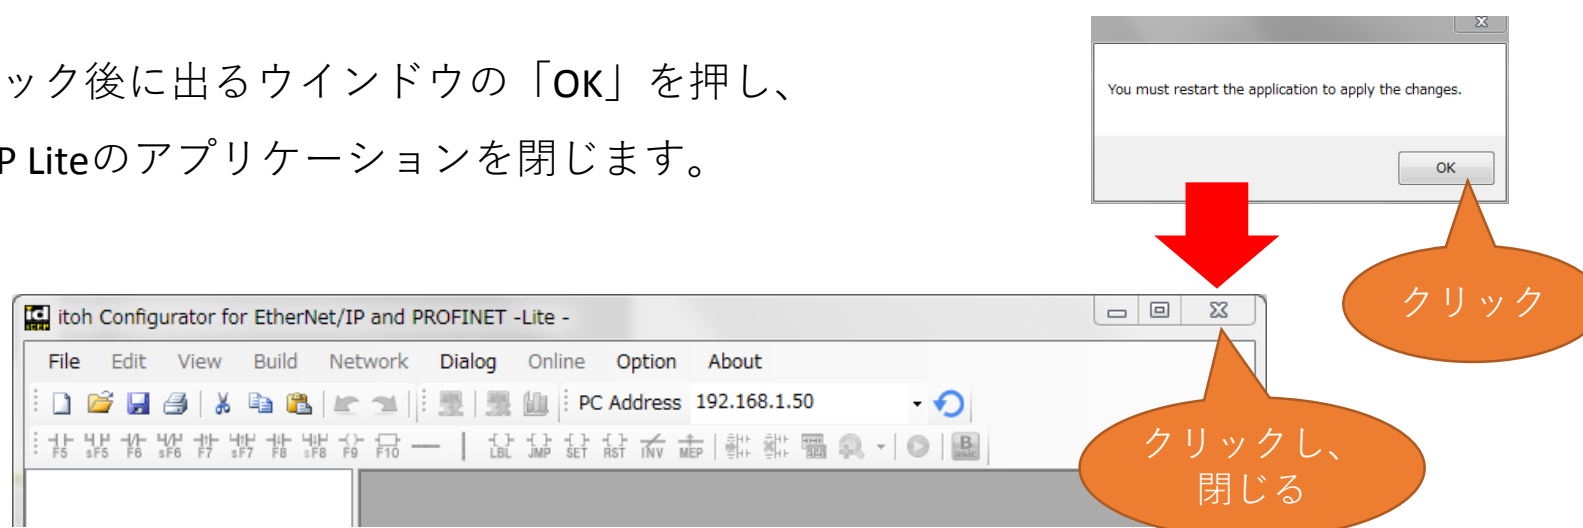 ック後に出るウインドウの「OK」を押し、
P Liteのアプリケーションを閉じます。
You must restart the application to apply the changes.
OK
クリック
itoh Configurator for EtherNet/IP and PROFINET -Lite -
File Edit View Build Network Dialog Online Option About
PC Address 192.168.1.50
F5 sF5 F6 sF6 F7 sF7 F8 sF8 F9 F10 LBL JMP SET RST INV MEP
クリックし、
閉じる